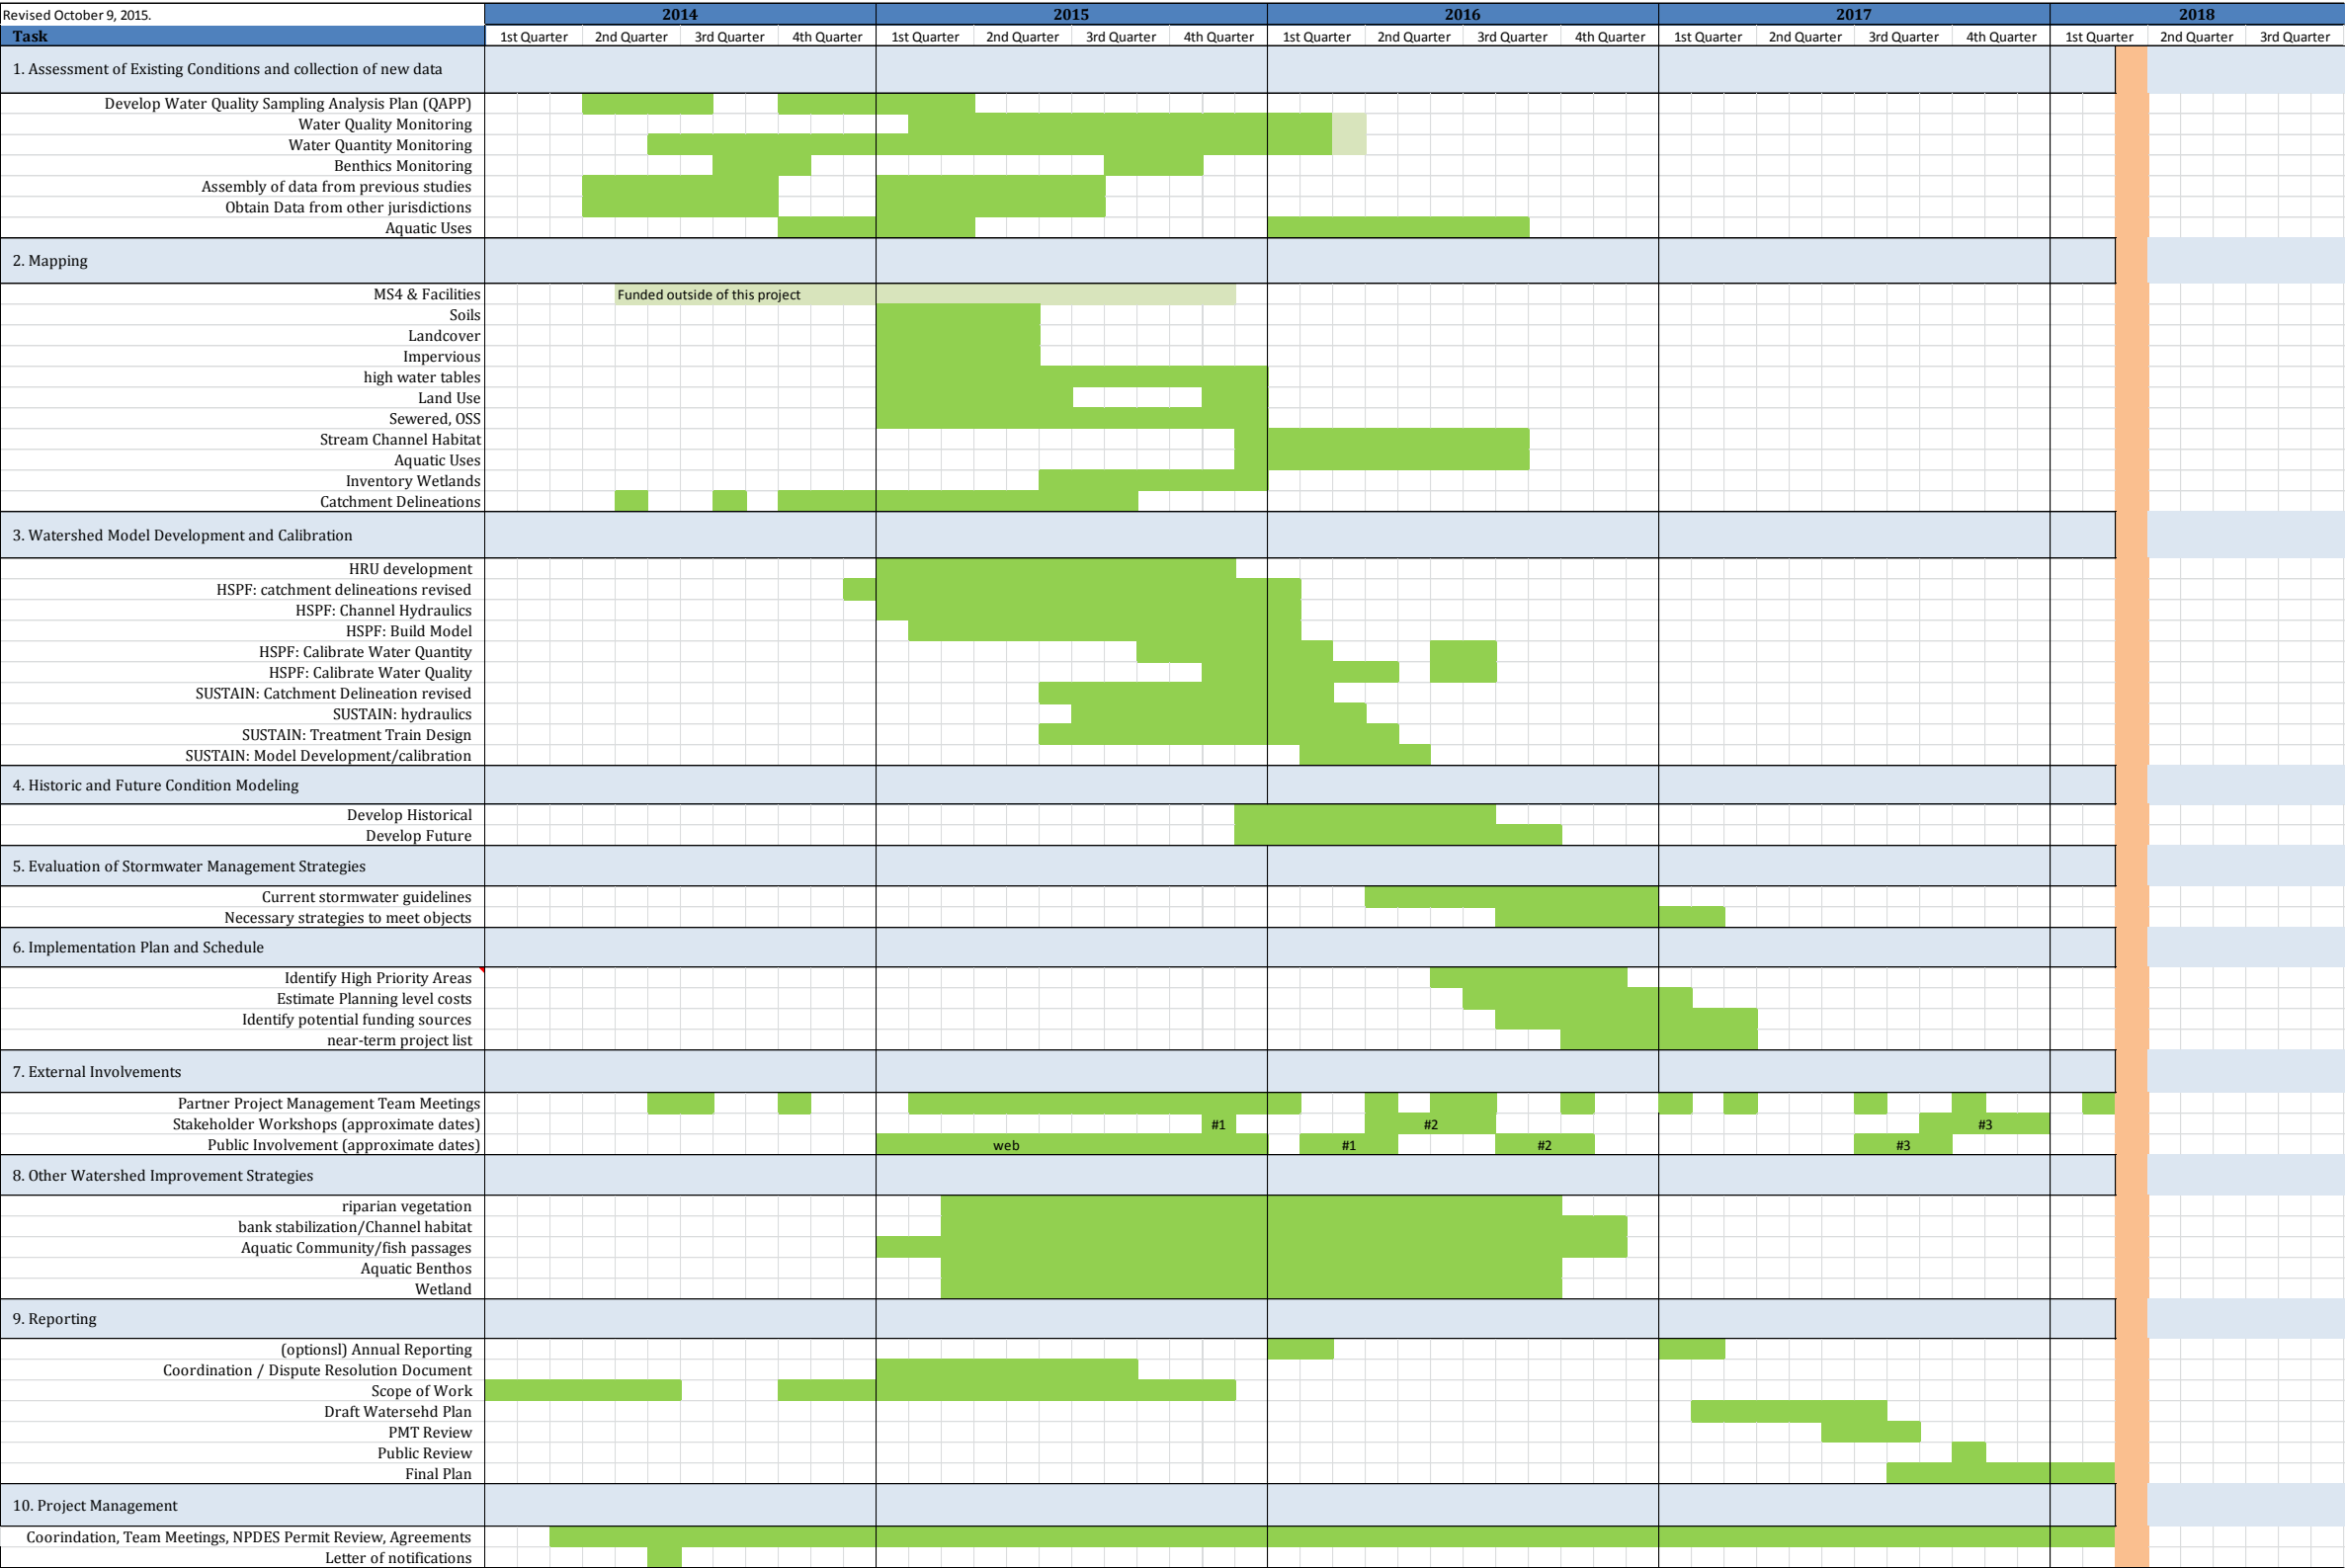 Revised October 9, 2015. 2014 2015 2016 2017 2018
Task 1st Quarter 2nd Quarter 3rd Quarter 4th Quarter 1st Quarter 2nd Quarter 3rd Quarter 4th Quarter 1st Quarter 2nd Quarter 3rd Quarter 4th Quarter 1st Quarter 2nd Quarter 3rd Quarter 4th Quarter 1st Quarter 2nd Quarter 3rd Quarter
1. Assessment of Existing Conditions and collection of new data
Develop Water Quality Sampling Analysis Plan (QAPP)
Water Quality Monitoring
Water Quantity Monitoring
Benthics Monitoring
Assembly of data from previous studies
Obtain Data from other jurisdictions
Aquatic Uses
2. Mapping
MS4 & Facilities Funded outside of this project
Soils
Landcover
Impervious
high water tables
Land Use
Sewered, OSS
Stream Channel Habitat
Aquatic Uses
Inventory Wetlands
Catchment Delineations
3. Watershed Model Development and Calibration
HRU development
HSPF: catchment delineations revised
HSPF: Channel Hydraulics
HSPF: Build Model
HSPF: Calibrate Water Quantity
HSPF: Calibrate Water Quality
SUSTAIN: Catchment Delineation revised
SUSTAIN: hydraulics
SUSTAIN: Treatment Train Design
SUSTAIN: Model Development/calibration
4. Historic and Future Condition Modeling
Develop Historical
Develop Future
5. Evaluation of Stormwater Management Strategies
Current stormwater guidelines
Necessary strategies to meet objects
6. Implementation Plan and Schedule
Identify High Priority Areas
Estimate Planning level costs
Identify potential funding sources
near-term project list
7. External Involvements
Partner Project Management Team Meetings
Stakeholder Workshops (approximate dates) #1 #2 #3
Public Involvement (approximate dates) web #1 #2 #3
8. Other Watershed Improvement Strategies
riparian vegetation
bank stabilization/Channel habitat
Aquatic Community/fish passages
Aquatic Benthos
Wetland
9. Reporting
(optionsl) Annual Reporting
Coordination / Dispute Resolution Document
Scope of Work
Draft Watersehd Plan
PMT Review
Public Review
Final Plan
10. Project Management
Coorindation, Team Meetings, NPDES Permit Review, Agreements
Letter of notifications